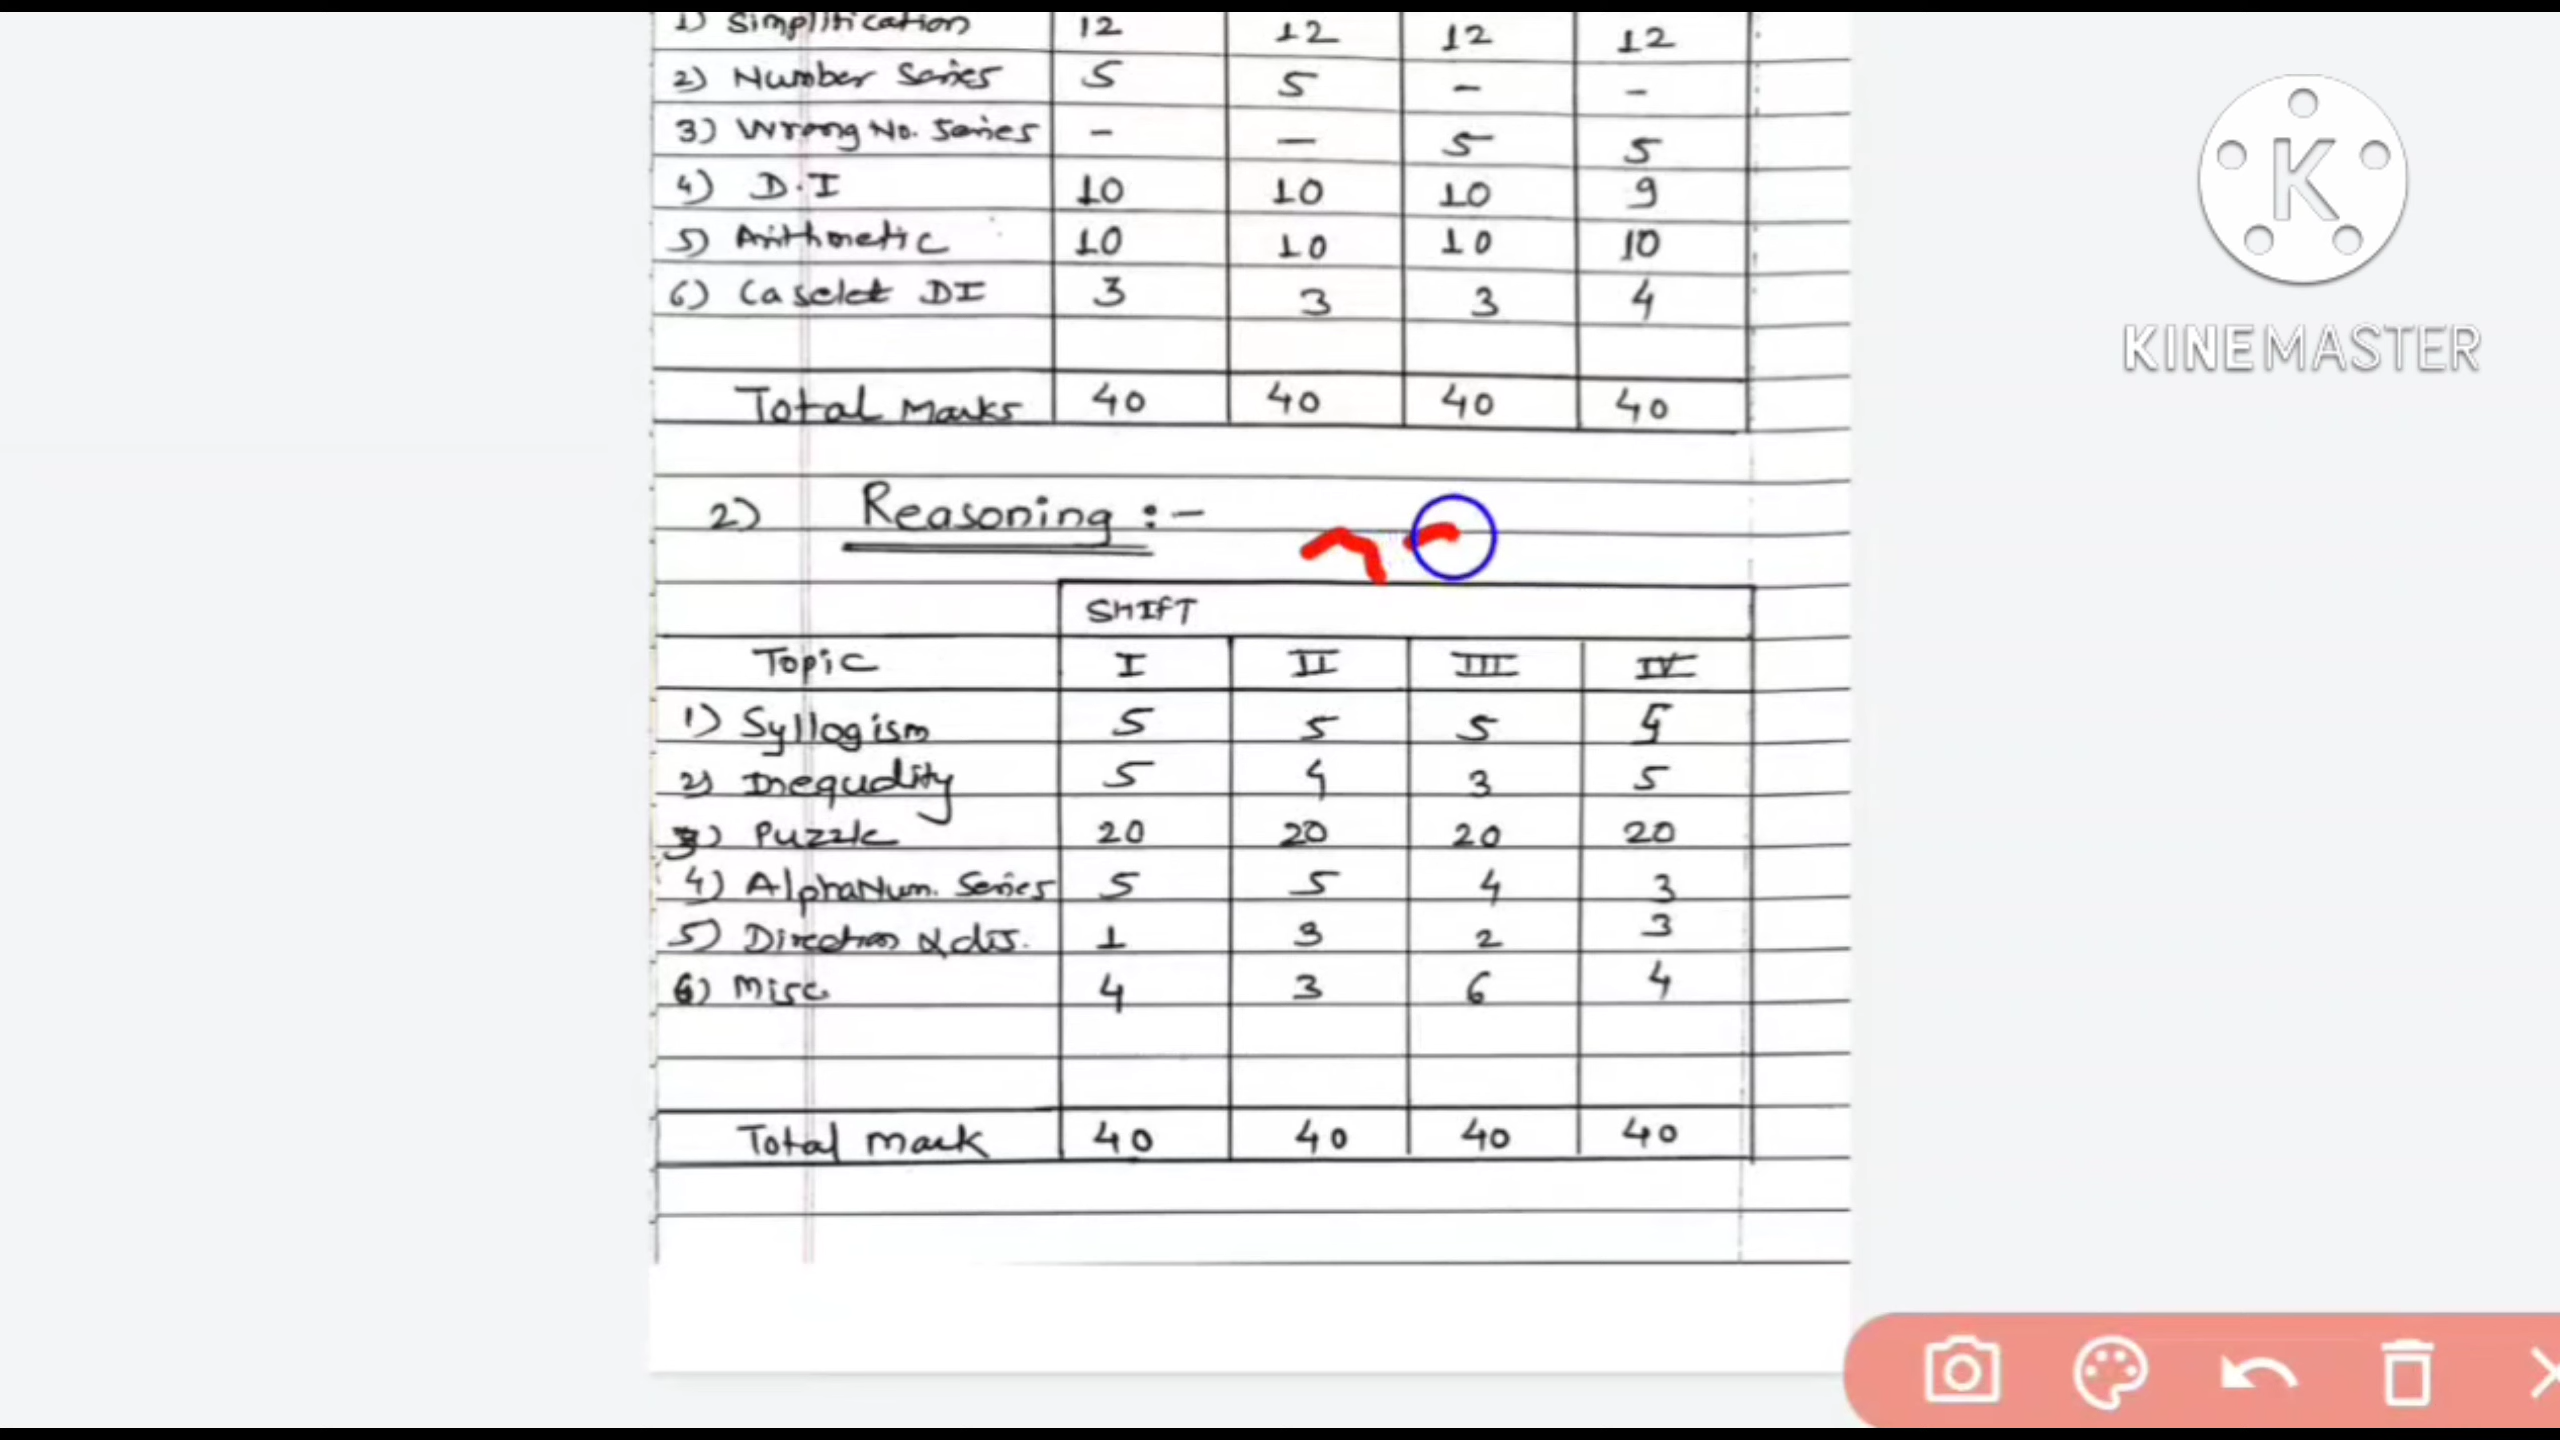 1) Simplification 12 12 12 12
2) Number Series 5 5 - -
3) Wrong No. Series - - 5 5
4) D.I 10 10 10 9
5) Arithmetic 10 10 10 10
6) Caselet DI 3 3 3 4
Total Marks 40 40 40 40
2) Reasoning :-
SHIFT
Topic I II III IV
1) Syllogism 5 5 5 5
2) Inequality 5 4 3 5
3) Puzzle 20 20 20 20
4) AlphaNum. Series 5 5 4 3
5) Direction & dis. 1 3 2 3
6) Misc 4 3 6 4
Total mark 40 40 40 40
K
KINEMASTER